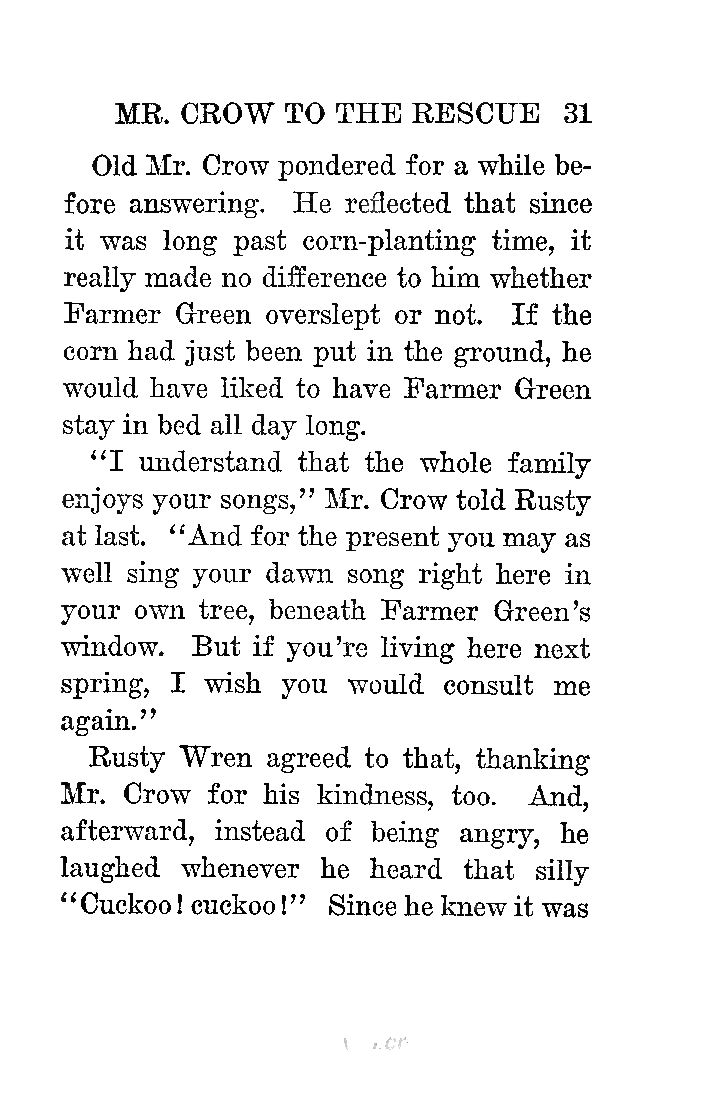 MR. CROW TO THE RESCUE 31
Old Mr. Crow pondered for a while be-
fore answering. He reflected that since
it was long past corn-planting time, it
really made no difference to him whether
Farmer Green overslept or not. If the
corn had just been put in the ground, he
would have liked to have Farmer Green
stay in bed all day long.
"I understand that the whole family
enjoys your songs," Mr. Crow told Rusty
at last. "And for the present you may as
well sing your dawn song right here in
your own tree, beneath Farmer Green's
window. But if you're living here next
spring, I wish you would consult me
again."
Rusty Wren agreed to that, thanking
Mr. Crow for his kindness, too. And,
afterward, instead of being angry, he
laughed whenever he heard that silly
"Cuckoo! cuckoo!" Since he knew it was